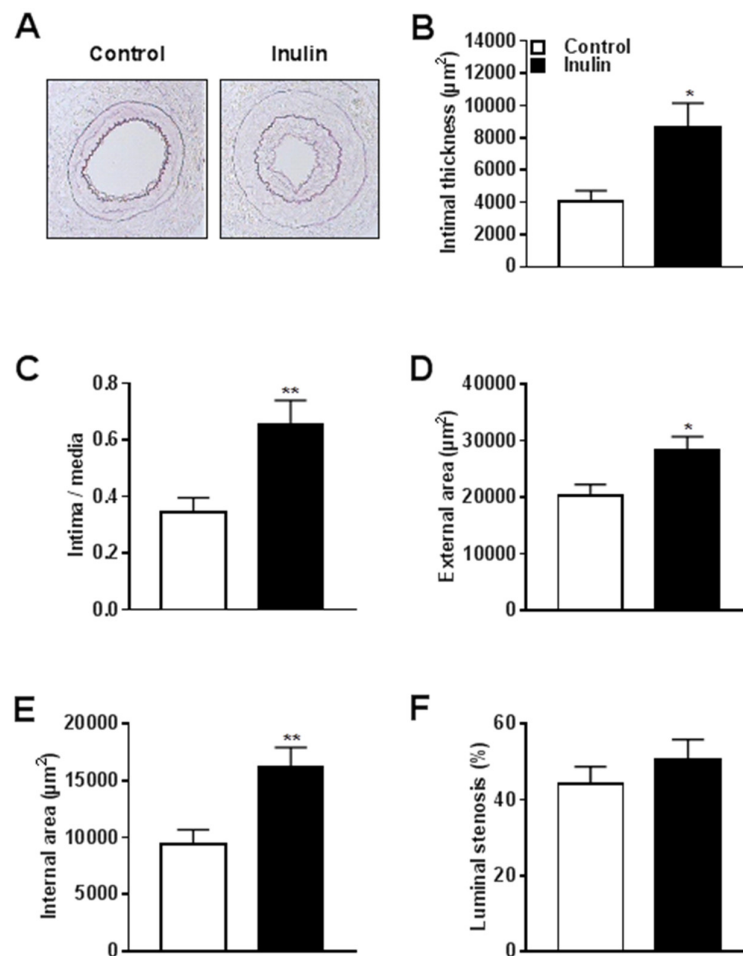 A
Control
Inulin
B
Intimal thickness (µm²)
14000
12000
10000
8000
6000
4000
2000
0
Control
Inulin
*
C
Intima / media
0.8
0.6
0.4
0.2
0.0
**
D
External area (µm²)
40000
30000
20000
10000
0
*
E
Internal area (µm²)
20000
15000
10000
5000
0
**
F
Luminal stenosis (%)
60
40
20
0